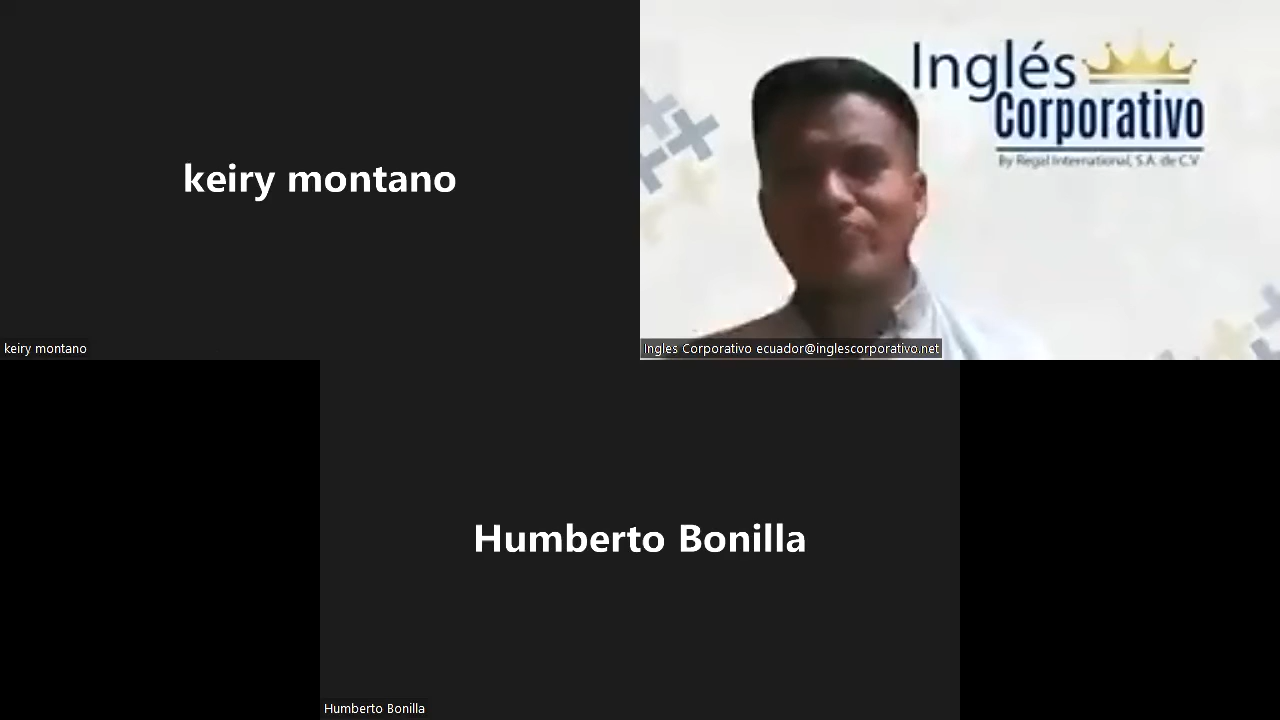 keiry montano
keiry montano
Inglés
Corporativo
By Regal International, S.A. de C.V
Ingles Corporativo ecuador@inglescorporativo.net
Humberto Bonilla
Humberto Bonilla